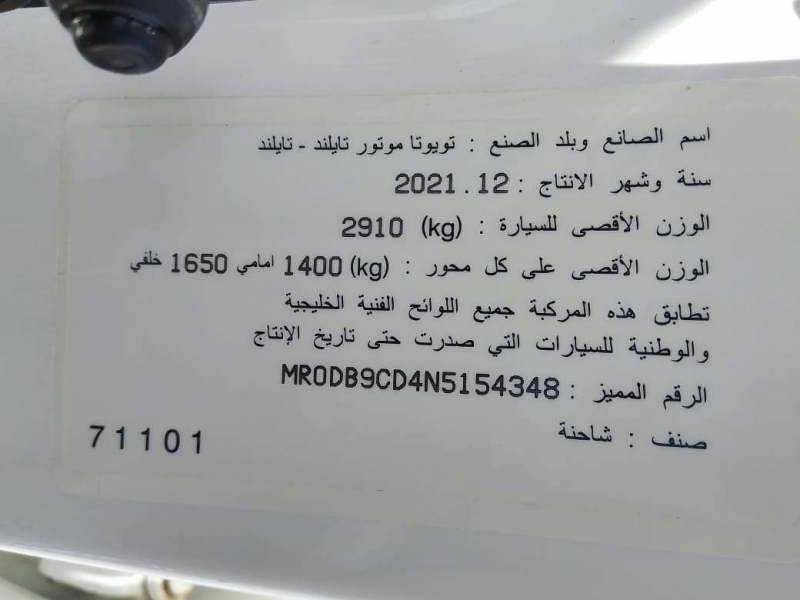 اسم الصانع وبلد الصنع : تويوتا موتور تايلند - تايلند
سنة وشهر الانتاج : 2021.12
الوزن الأقصى للسيارة : 2910 (kg)
الوزن الأقصى على كل محور : 1400 (kg) امامي 1650 خلفي
تطابق هذه المركبة جميع اللوائح الفنية الخليجية
والوطنية للسيارات التي صدرت حتى تاريخ الإنتاج
الرقم المميز : MR0DB9CD4N5154348
صنف : شاحنة
71101